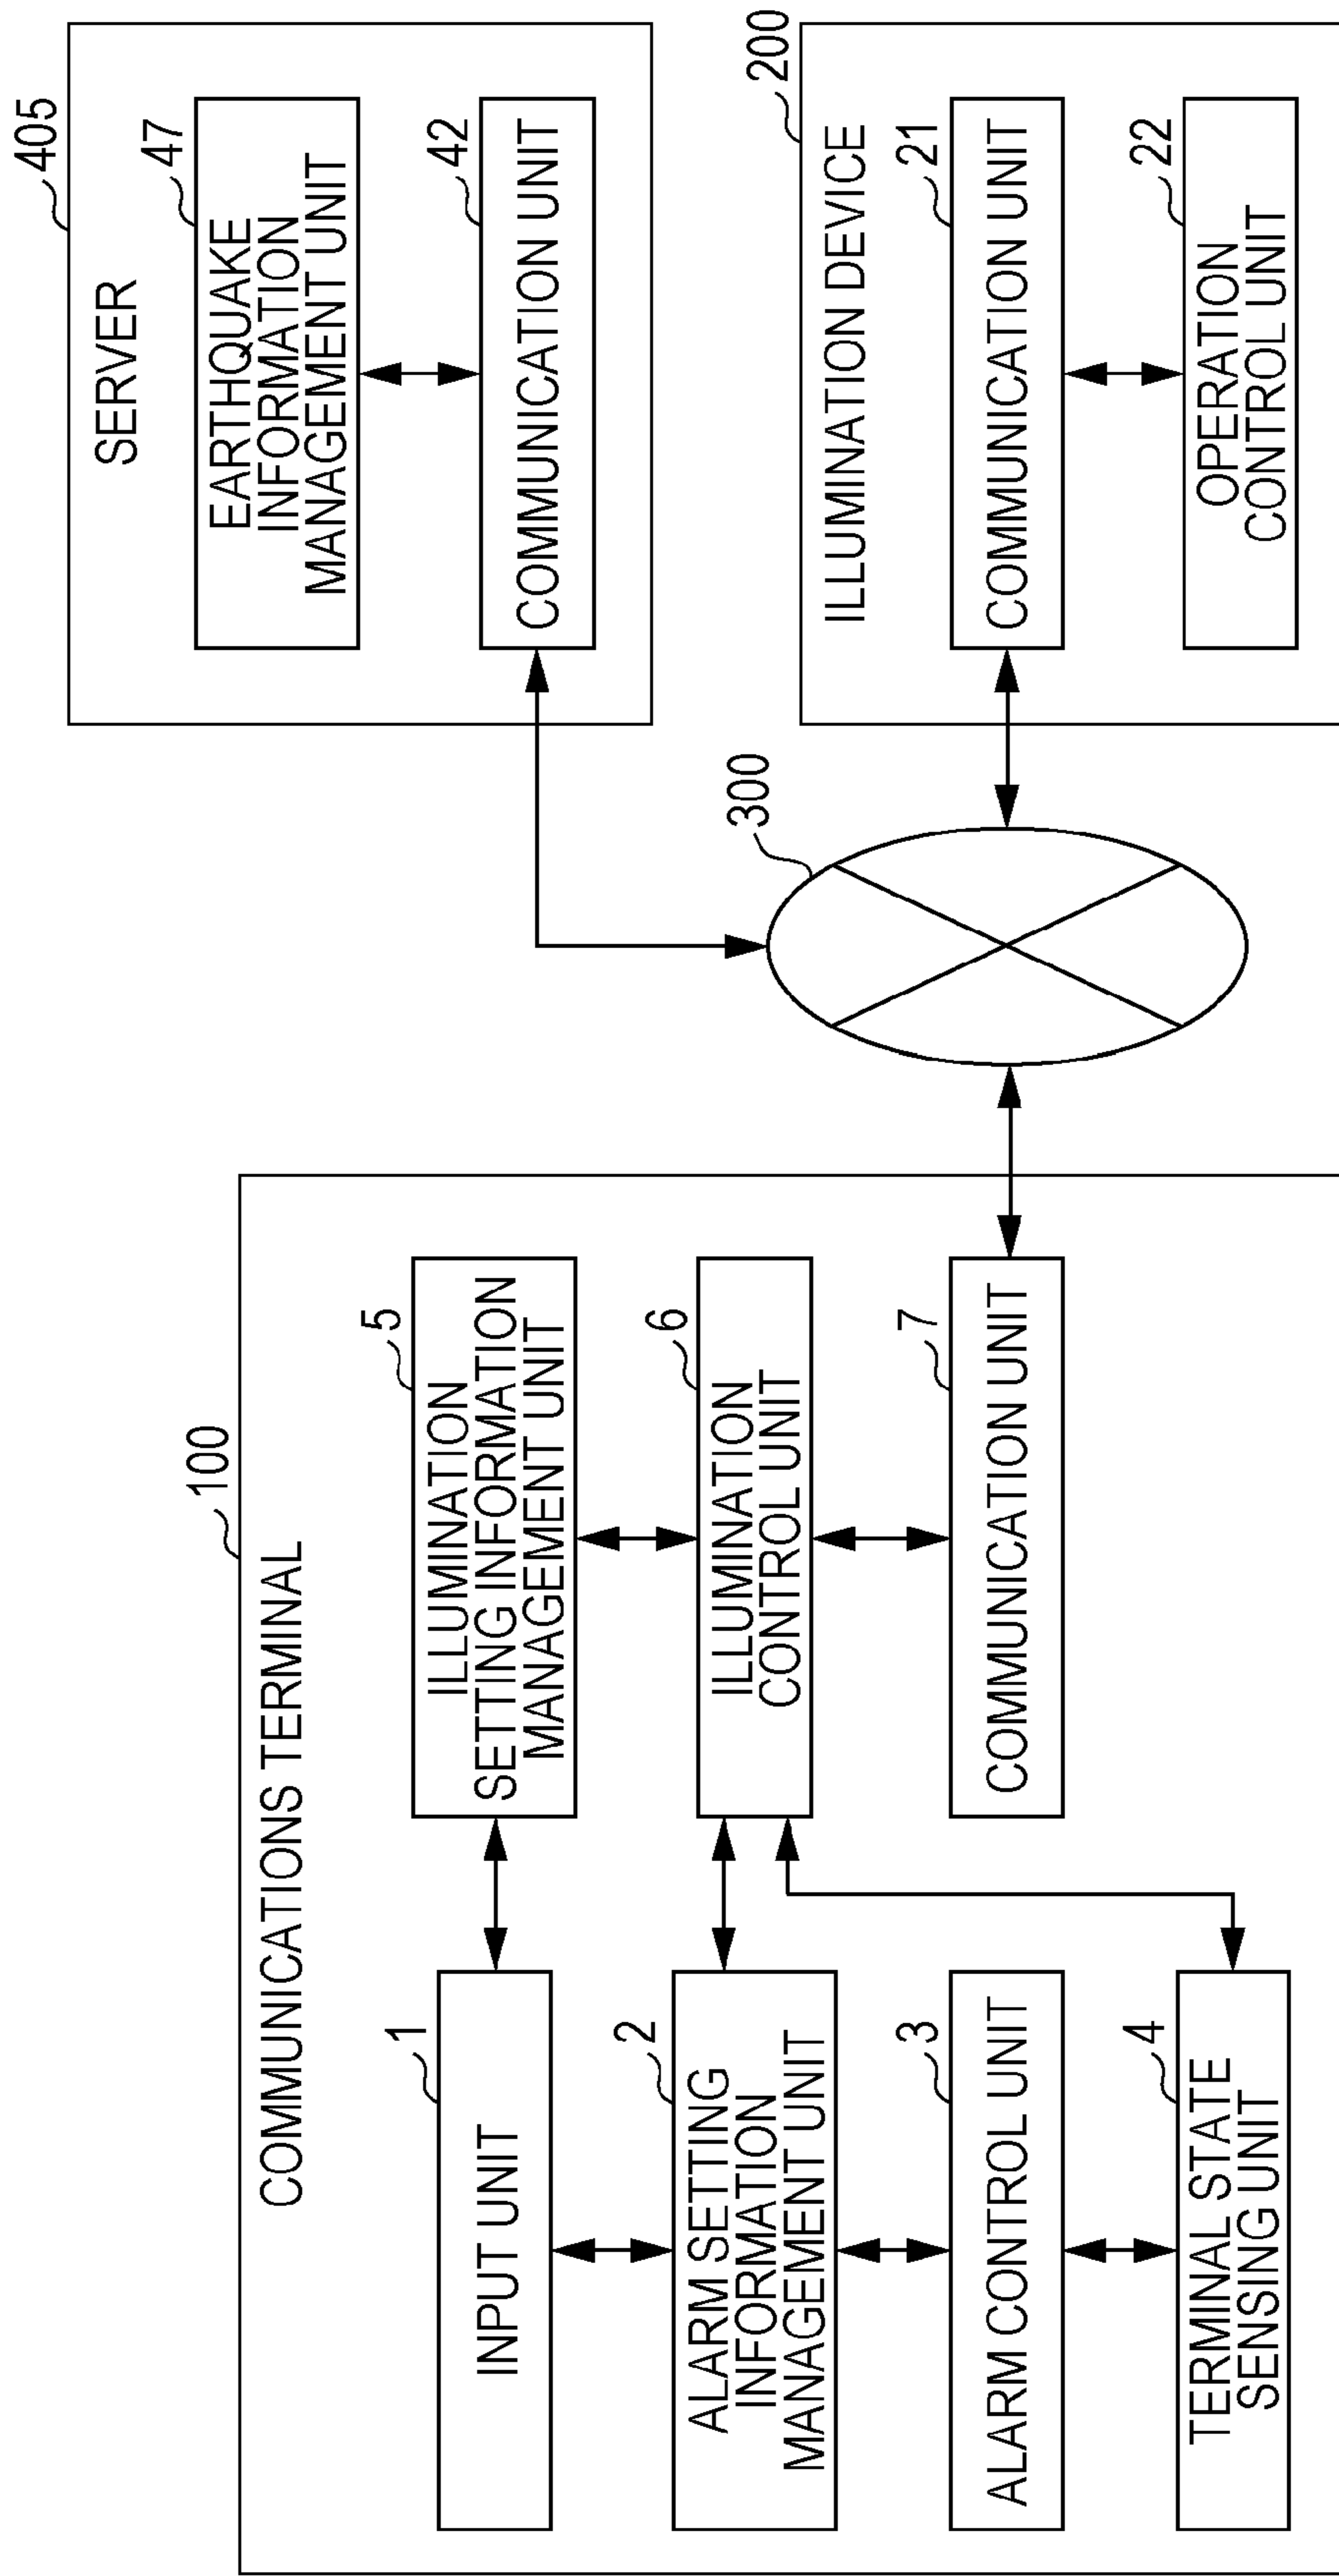 COMMUNICATIONS TERMINAL
100
INPUT UNIT
1
ALARM SETTING
INFORMATION
MANAGEMENT UNIT
2
ALARM CONTROL UNIT
3
TERMINAL STATE
SENSING UNIT
4
ILLUMINATION
SETTING INFORMATION
MANAGEMENT UNIT
5
ILLUMINATION
CONTROL UNIT
6
COMMUNICATION UNIT
7
300
SERVER
405
EARTHQUAKE
INFORMATION
MANAGEMENT UNIT
47
COMMUNICATION UNIT
42
ILLUMINATION DEVICE
200
COMMUNICATION UNIT
21
OPERATION
CONTROL UNIT
22